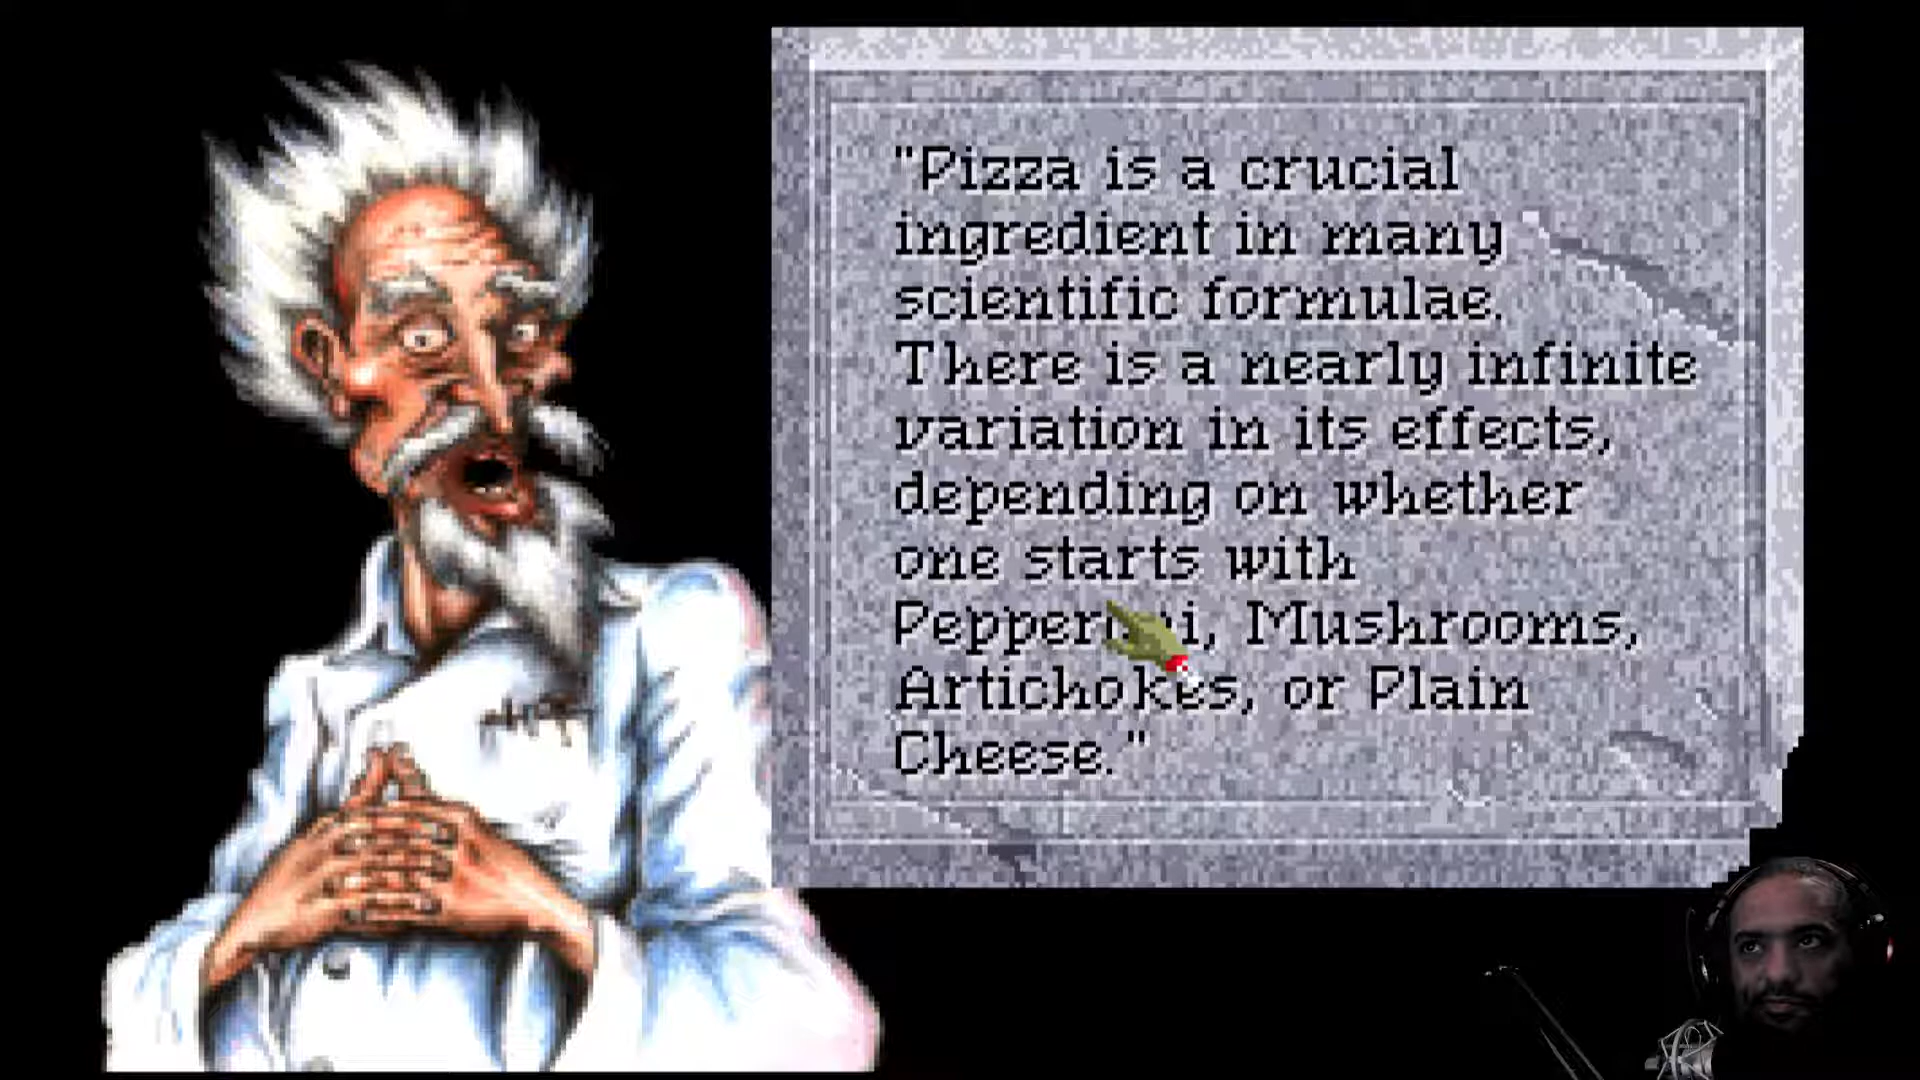 "Pizza is a crucial
ingredient in many
scientific formulae.
There is a nearly infinite
variation in its effects,
depending on whether
one starts with
Pepperoni, Mushrooms,
Artichokes, or Plain
Cheese."